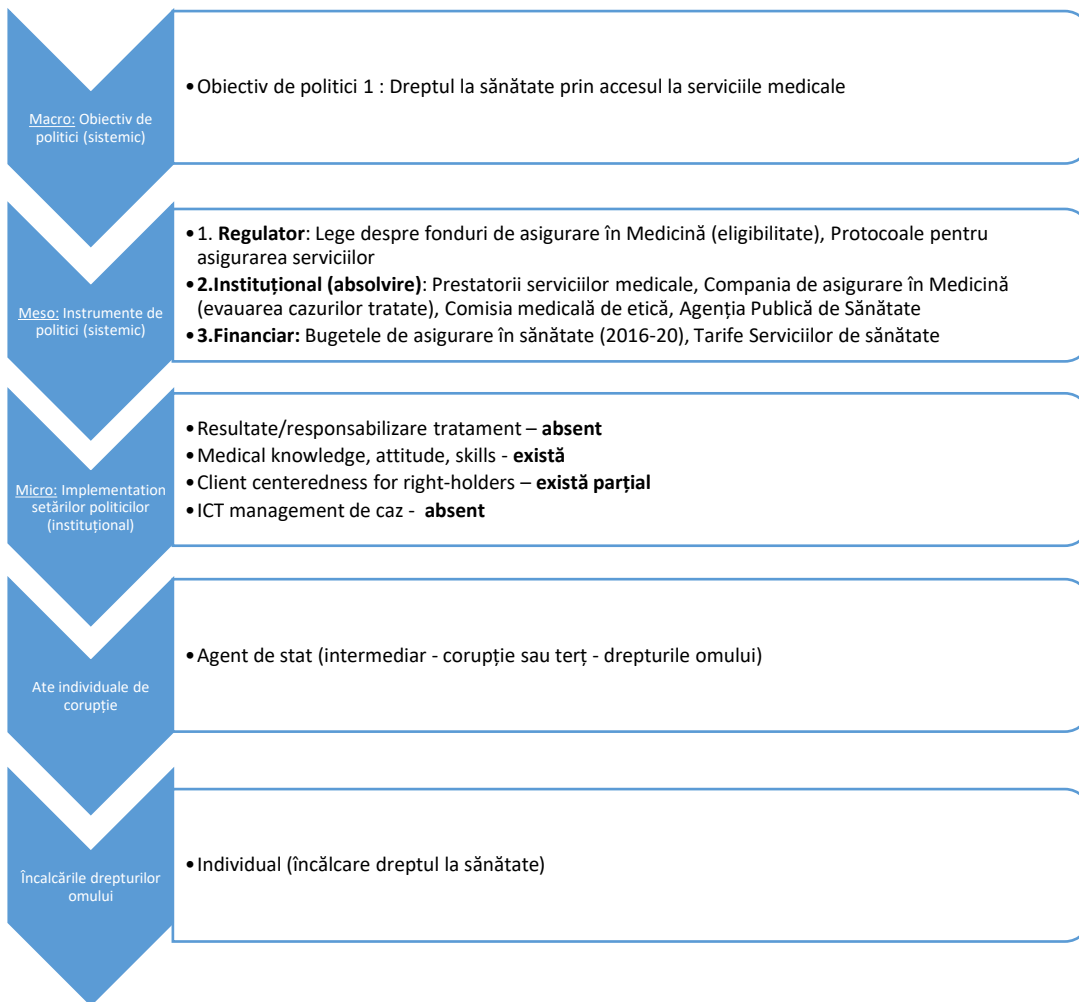 Macro: Obiectiv de
politici (sistemic)
•Obiectiv de politici 1 : Dreptul la sănătate prin accesul la serviciile medicale
Meso: Instrumente de
politici (sistemic)
•1. Regulator: Lege despre fonduri de asigurare în Medicină (eligibilitate), Protocoale pentru
asigurarea serviciilor
•2.Instituțional (absolvire): Prestatorii serviciilor medicale, Compania de asigurare în Medicină
(evauarea cazurilor tratate), Comisia medicală de etică, Agenția Publică de Sănătate
•3.Financiar: Bugetele de asigurare în sănătate (2016-20), Tarife Serviciilor de sănătate
Micro: Implementation
setărilor politicilor
(instituțional)
•Resultate/responsabilizare tratament – absent
•Medical knowledge, attitude, skills - există
•Client centeredness for right-holders – există parțial
•ICT management de caz - absent
Ate individuale de
corupție
•Agent de stat (intermediar - corupție sau terț - drepturile omului)
Încalcările drepturilor
omului
•Individual (încălcare dreptul la sănătate)